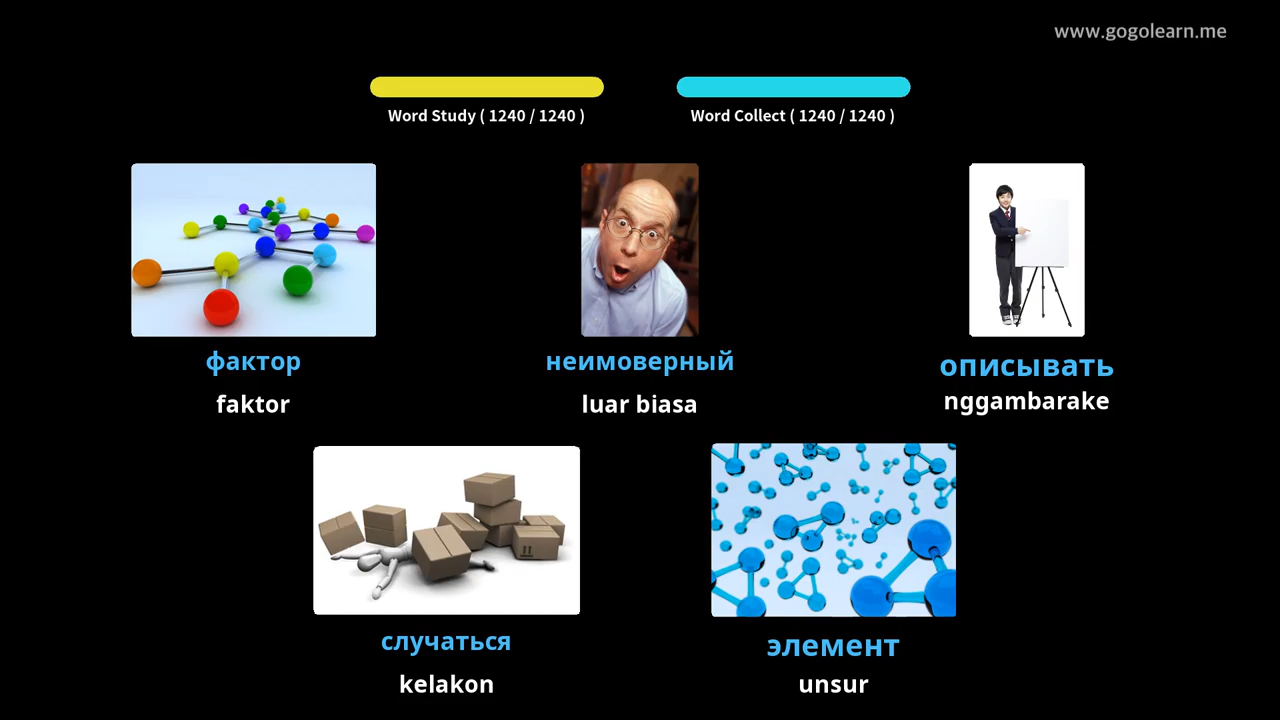 www.gogolearn.me
Word Study ( 1240 / 1240 )
Word Collect ( 1240 / 1240 )
фактор
faktor
неимоверный
luar biasa
описывать
nggambarake
случаться
kelakon
элемент
unsur